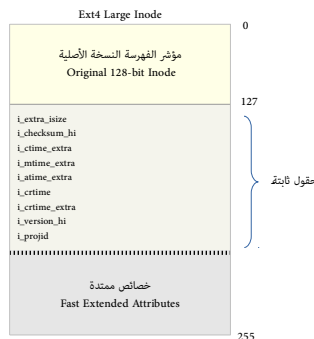 Ext4 Large Inode
0
مؤشر الفهرسة النسخة الأصلية
Original 128-bit Inode
127
i_extra_isize
i_checksum_hi
i_ctime_extra
i_mtime_extra
i_atime_extra
i_crtime
i_crtime_extra
i_version_hi
i_projid
حقول ثابتة
خصائص ممتدة
Fast Extended Attributes
255